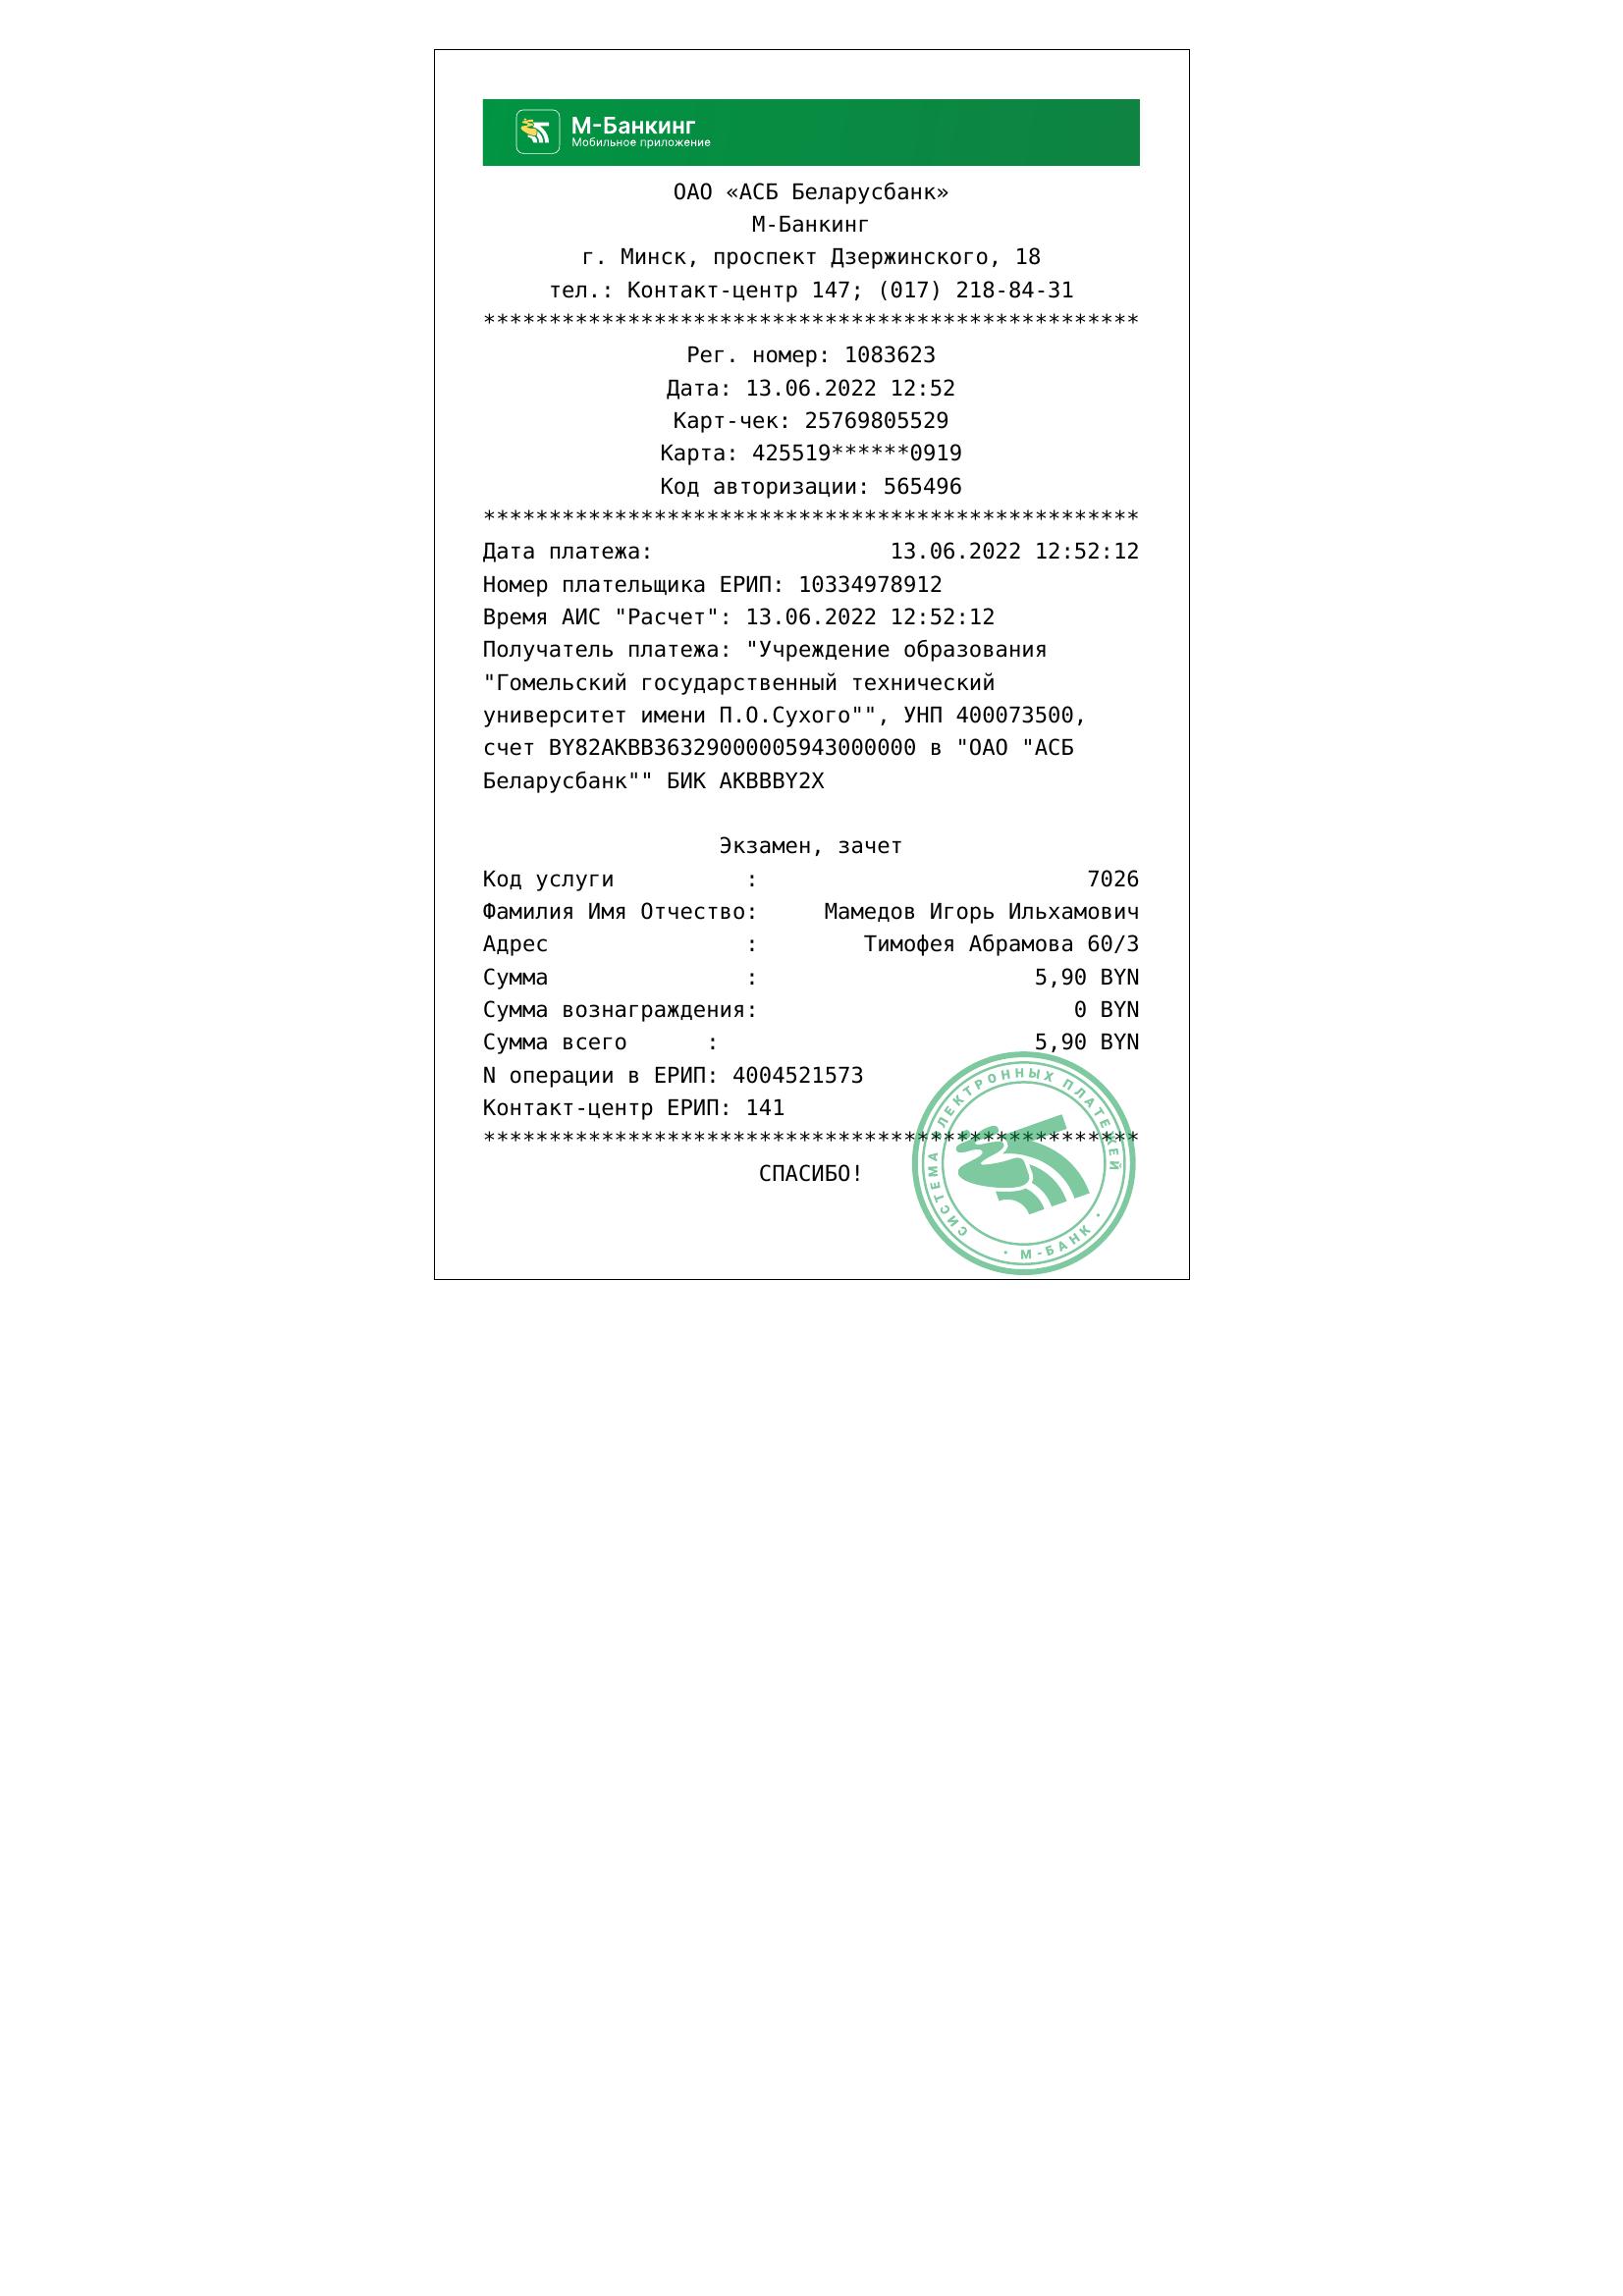 М-Банкинг
Мобильное приложение
ОАО «АСБ Беларусбанк»
М-Банкинг
г. Минск, проспект Дзержинского, 18
тел.: Контакт-центр 147; (017) 218-84-31
**************************************************
Рег. номер: 1083623
Дата: 13.06.2022 12:52
Карт-чек: 25769805529
Карта: 425519******0919
Код авторизации: 565496
**************************************************
Дата платежа: 13.06.2022 12:52:12
Номер плательщика ЕРИП: 10334978912
Время АИС "Расчет": 13.06.2022 12:52:12
Получатель платежа: "Учреждение образования
"Гомельский государственный технический
университет имени П.О.Сухого"", УНП 400073500,
счет BY82AKBB36329000005943000000 в "ОАО "АСБ
Беларусбанк"" БИК AKBBBY2X
Экзамен, зачет
Код услуги : 7026
Фамилия Имя Отчество: Мамедов Игорь Ильхамович
Адрес : Тимофея Абрамова 60/3
Сумма : 5,90 BYN
Сумма вознаграждения: 0 BYN
Сумма всего : 5,90 BYN
N операции в ЕРИП: 4004521573
Контакт-центр ЕРИП: 141
**************************************************
СПАСИБО!
СИСТЕМА ЭЛЕКТРОННЫХ ПЛАТЕЖЕЙ
• М-БАНК •